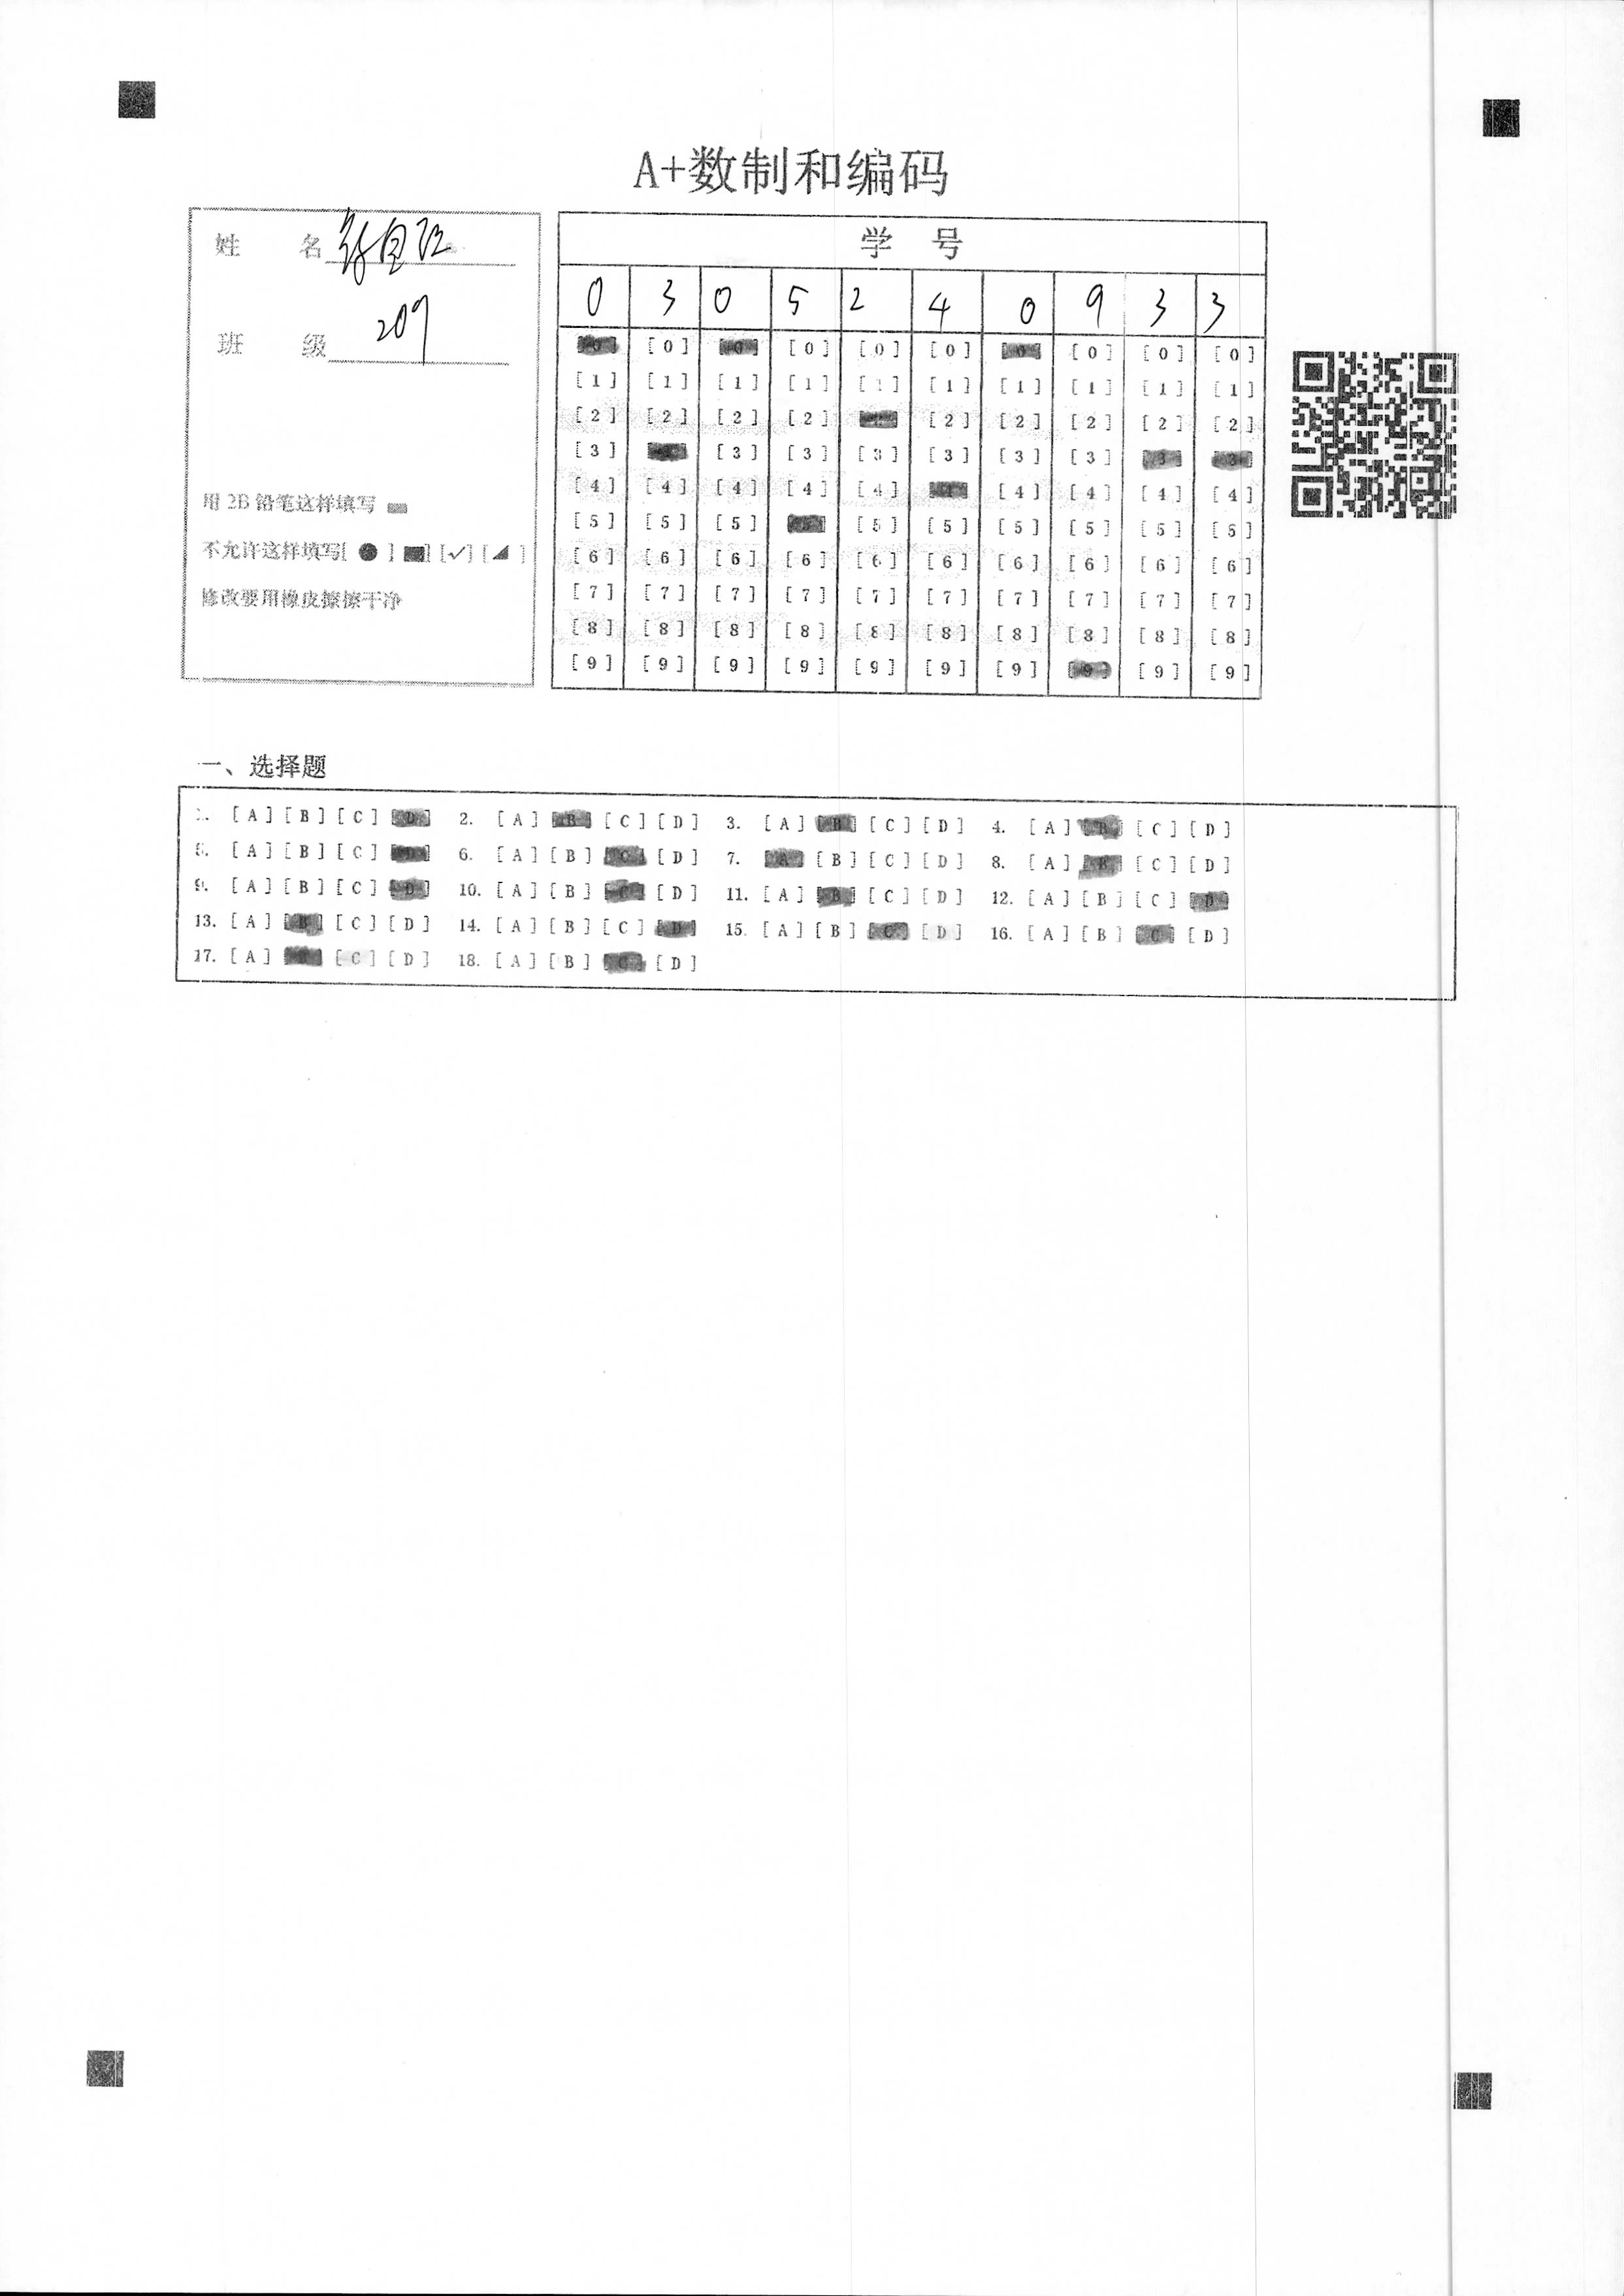 A+数制和编码
姓 名
班 级 209
用 2B 铅笔这样填写
不允许这样填写[ ● ] [■] [✓] [◢ ]
修改要用橡皮擦擦干净
学 号
0 3 0 5 2 4 0 9 3 3
[0] [0] [0] [0] [0] [0] [0] [0] [0] [0]
[1] [1] [1] [1] [1] [1] [1] [1] [1] [1]
[2] [2] [2] [2] [2] [2] [2] [2] [2]
[3] [3] [3] [3] [3] [3] [3] [3] [3]
[4] [4] [4] [4] [4] [4] [4] [4] [4]
[5] [5] [5] [5] [5] [5] [5] [5] [5]
[6] [6] [6] [6] [6] [6] [6] [6] [6] [6]
[7] [7] [7] [7] [7] [7] [7] [7] [7] [7]
[8] [8] [8] [8] [8] [8] [8] [8] [8] [8]
[9] [9] [9] [9] [9] [9] [9] [9] [9] [9]
一、选择题
1. [A] [B] [C] [D] 2. [A] [B] [C] [D] 3. [A] [B] [C] [D] 4. [A] [B] [C] [D]
5. [A] [B] [C] [D] 6. [A] [B] [C] [D] 7. [A] [B] [C] [D] 8. [A] [B] [C] [D]
9. [A] [B] [C] [D] 10. [A] [B] [C] [D] 11. [A] [B] [C] [D] 12. [A] [B] [C] [D]
13. [A] [B] [C] [D] 14. [A] [B] [C] [D] 15. [A] [B] [C] [D] 16. [A] [B] [C] [D]
17. [A] [B] [C] [D] 18. [A] [B] [C] [D]